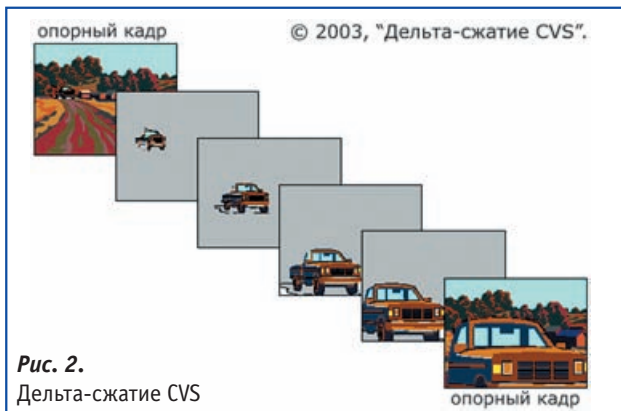 опорный кадр
© 2003, “Дельта-сжатие CVS”.
Рис. 2.
Дельта-сжатие CVS
опорный кадр